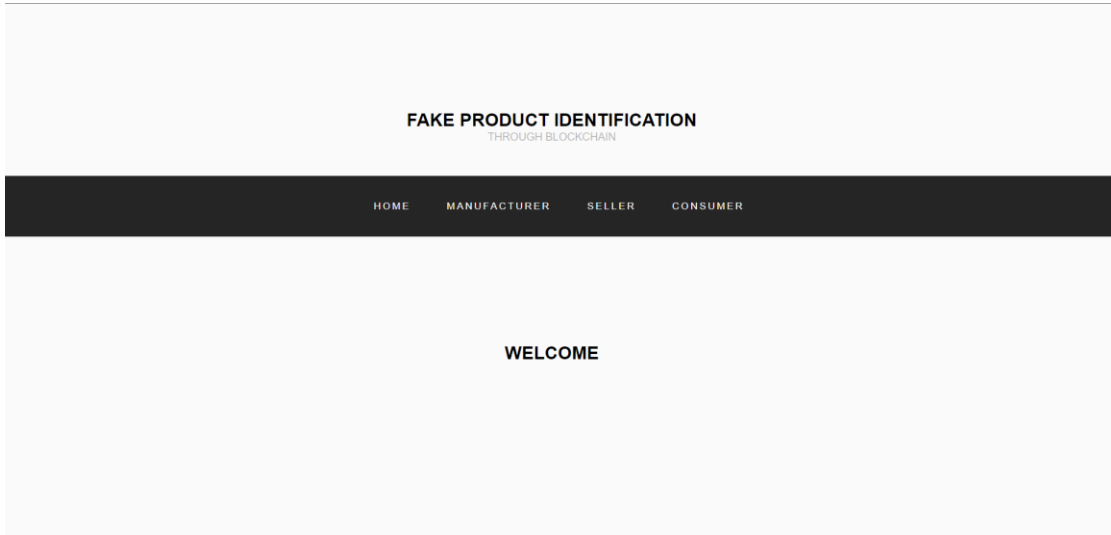 FAKE PRODUCT IDENTIFICATION
THROUGH BLOCKCHAIN
HOME MANUFACTURER SELLER CONSUMER
WELCOME